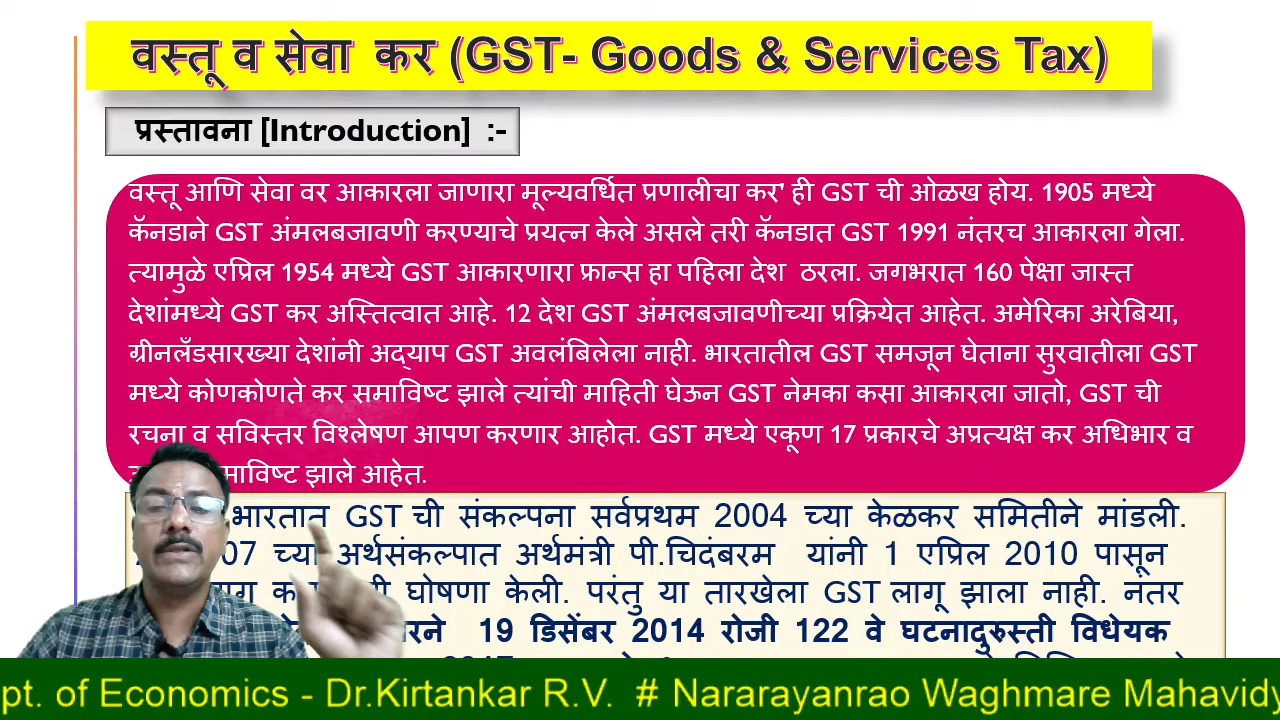 वस्तू व सेवा कर (GST- Goods & Services Tax)
प्रस्तावना [Introduction] :-
वस्तू आणि सेवा वर आकारला जाणारा मूल्यवर्धित प्रणालीचा कर' ही GST ची ओळख होय. 1905 मध्ये
कॅनडाने GST अंमलबजावणी करण्याचे प्रयत्न केले असले तरी कॅनडात GST 1991 नंतरच आकारला गेला.
त्यामुळे एप्रिल 1954 मध्ये GST आकारणारा फ्रान्स हा पहिला देश ठरला. जगभरात 160 पेक्षा जास्त
देशांमध्ये GST कर अस्तित्वात आहे. 12 देश GST अंमलबजावणीच्या प्रक्रियेत आहेत. अमेरिका अरेबिया,
ग्रीनलँडसारख्या देशांनी अद्याप GST अवलंबिलेला नाही. भारतातील GST समजून घेताना सुरवातीला GST
मध्ये कोणकोणते कर समाविष्ट झाले त्यांची माहिती घेऊन GST नेमका कसा आकारला जातो, GST ची
रचना व सविस्तर विश्लेषण आपण करणार आहोत. GST मध्ये एकूण 17 प्रकारचे अप्रत्यक्ष कर अधिभार व
झाले आहेत.
भारतात GST ची संकल्पना सर्वप्रथम 2004 च्या केळकर समितीने मांडली.
च्या अर्थसंकल्पात अर्थमंत्री पी.चिदंबरम यांनी 1 एप्रिल 2010 पासून
घोषणा केली. परंतु या तारखेला GST लागू झाला नाही. नंतर
19 डिसेंबर 2014 रोजी 122 वे घटनादुरुस्ती विधेयक
pt. of Economics - Dr.Kirtankar R.V. # Nararayanrao Waghmare Mahavidy